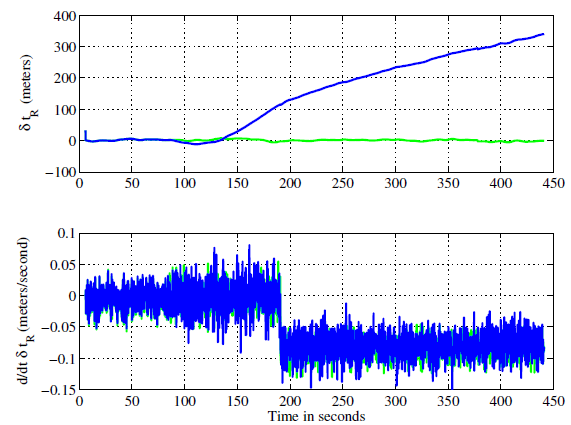 400
300
200
100
0
−100
δ t_R (meters)
0 50 100 150 200 250 300 350 400 450
0.1
0.05
0
−0.05
−0.1
−0.15
d/dt δ t_R (meters/second)
0 50 100 150 200 250 300 350 400 450
Time in seconds